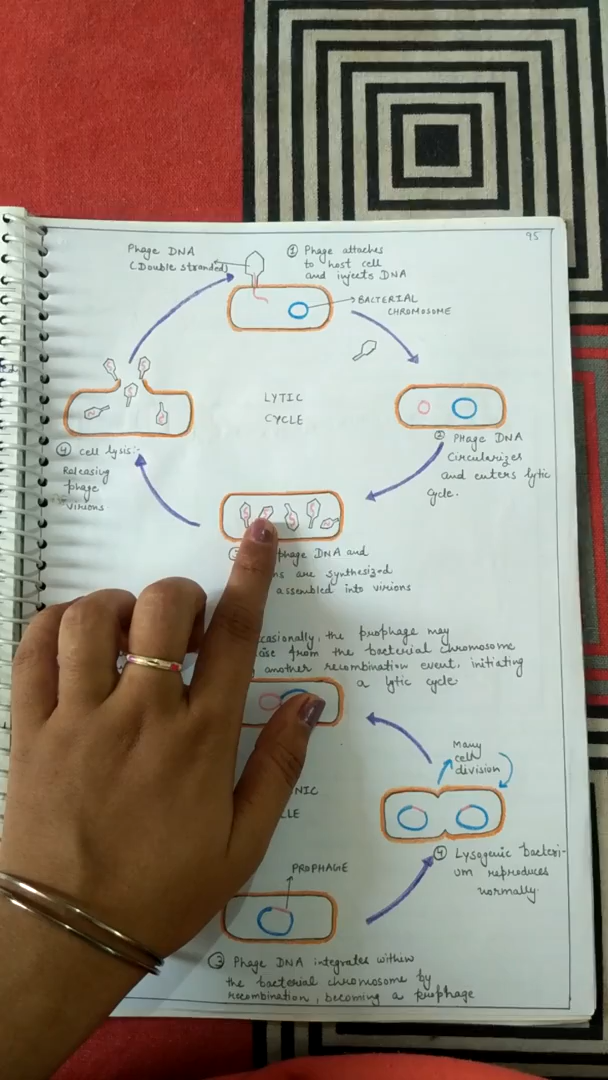 95
Phage DNA
(Double stranded)
① Phage attaches
to host cell
and injects DNA
BACTERIAL
CHROMOSOME
LYTIC
CYCLE
② Phage DNA
Circularizes
and enters lytic
cycle.
④ cell lysis:-
Releasing
phage
virions
phage DNA and
are synthesized
assembled into virions
the prophage may
from the bacterial chromosome
another recombination event, initiating
a lytic cycle.
Many
cell
division
④ Lysogenic bacteri-
um reproduces
normally.
PROPHAGE
③ Phage DNA integrates within
the bacterial chromosome by
recombination, becoming a prophage